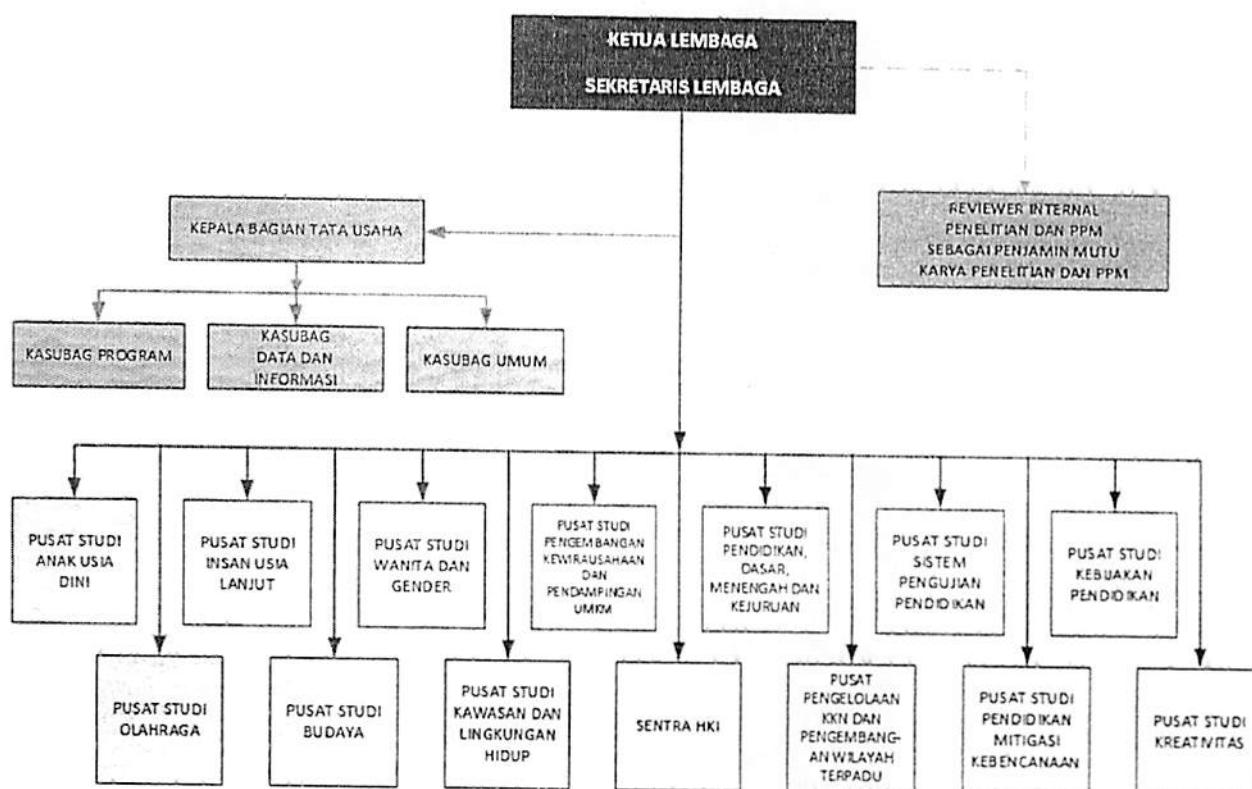 KETUA LEMBAGA
SEKRETARIS LEMBAGA
KEPALA BAGIAN TATA USAHA
REVIEWER INTERNAL
PENELITIAN DAN PPM
SEBAGAI PENJAMIN MUTU
KARYA PENELITIAN DAN PPM
KASUBAG PROGRAM
KASUBAG
DATA DAN
INFORMASI
KASUBAG UMUM
PUSAT STUDI
ANAK USIA
DINI
PUSAT STUDI
INSAN USIA
LANJUT
PUSAT STUDI
WANITA DAN
GENDER
PUSAT STUDI
PENGEMBANGAN
KEWIRAUSAHAAN
DAN
PENDAMPINGAN
UMKM
PUSAT STUDI
PENDIDIKAN,
DASAR,
MENENGAH DAN
KEJURUAN
PUSAT STUDI
SISTEM
PENGUJIAN
PENDIDIKAN
PUSAT STUDI
KEBIJAKAN
PENDIDIKAN
PUSAT STUDI
OLAHRAGA
PUSAT STUDI
BUDAYA
PUSAT STUDI
KAWASAN DAN
LINGKUNGAN
HIDUP
SENTRA HKI
PUSAT
PENGELOLAAN
KKN DAN
PENGEMBANG-
AN WILAYAH
TERPADU
PUSAT STUDI
PENDIDIKAN
MITIGASI
KEBENCANAAN
PUSAT STUDI
KREATIVITAS